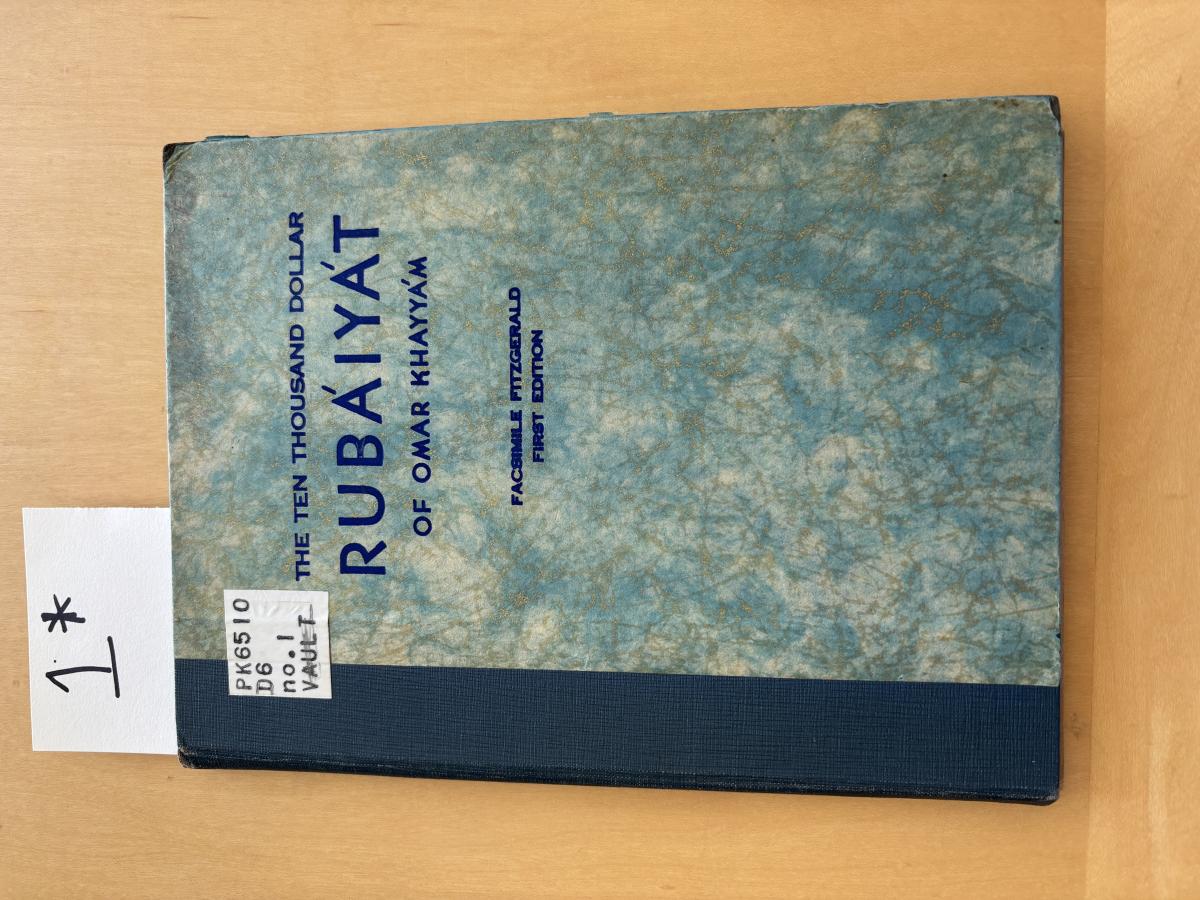 1*
PK6510
D6
no.1
VAULT
THE TEN THOUSAND DOLLAR
RUBÁIYÁT
OF OMAR KHAYYÁM
FACSIMILE FITZGERALD
FIRST EDITION